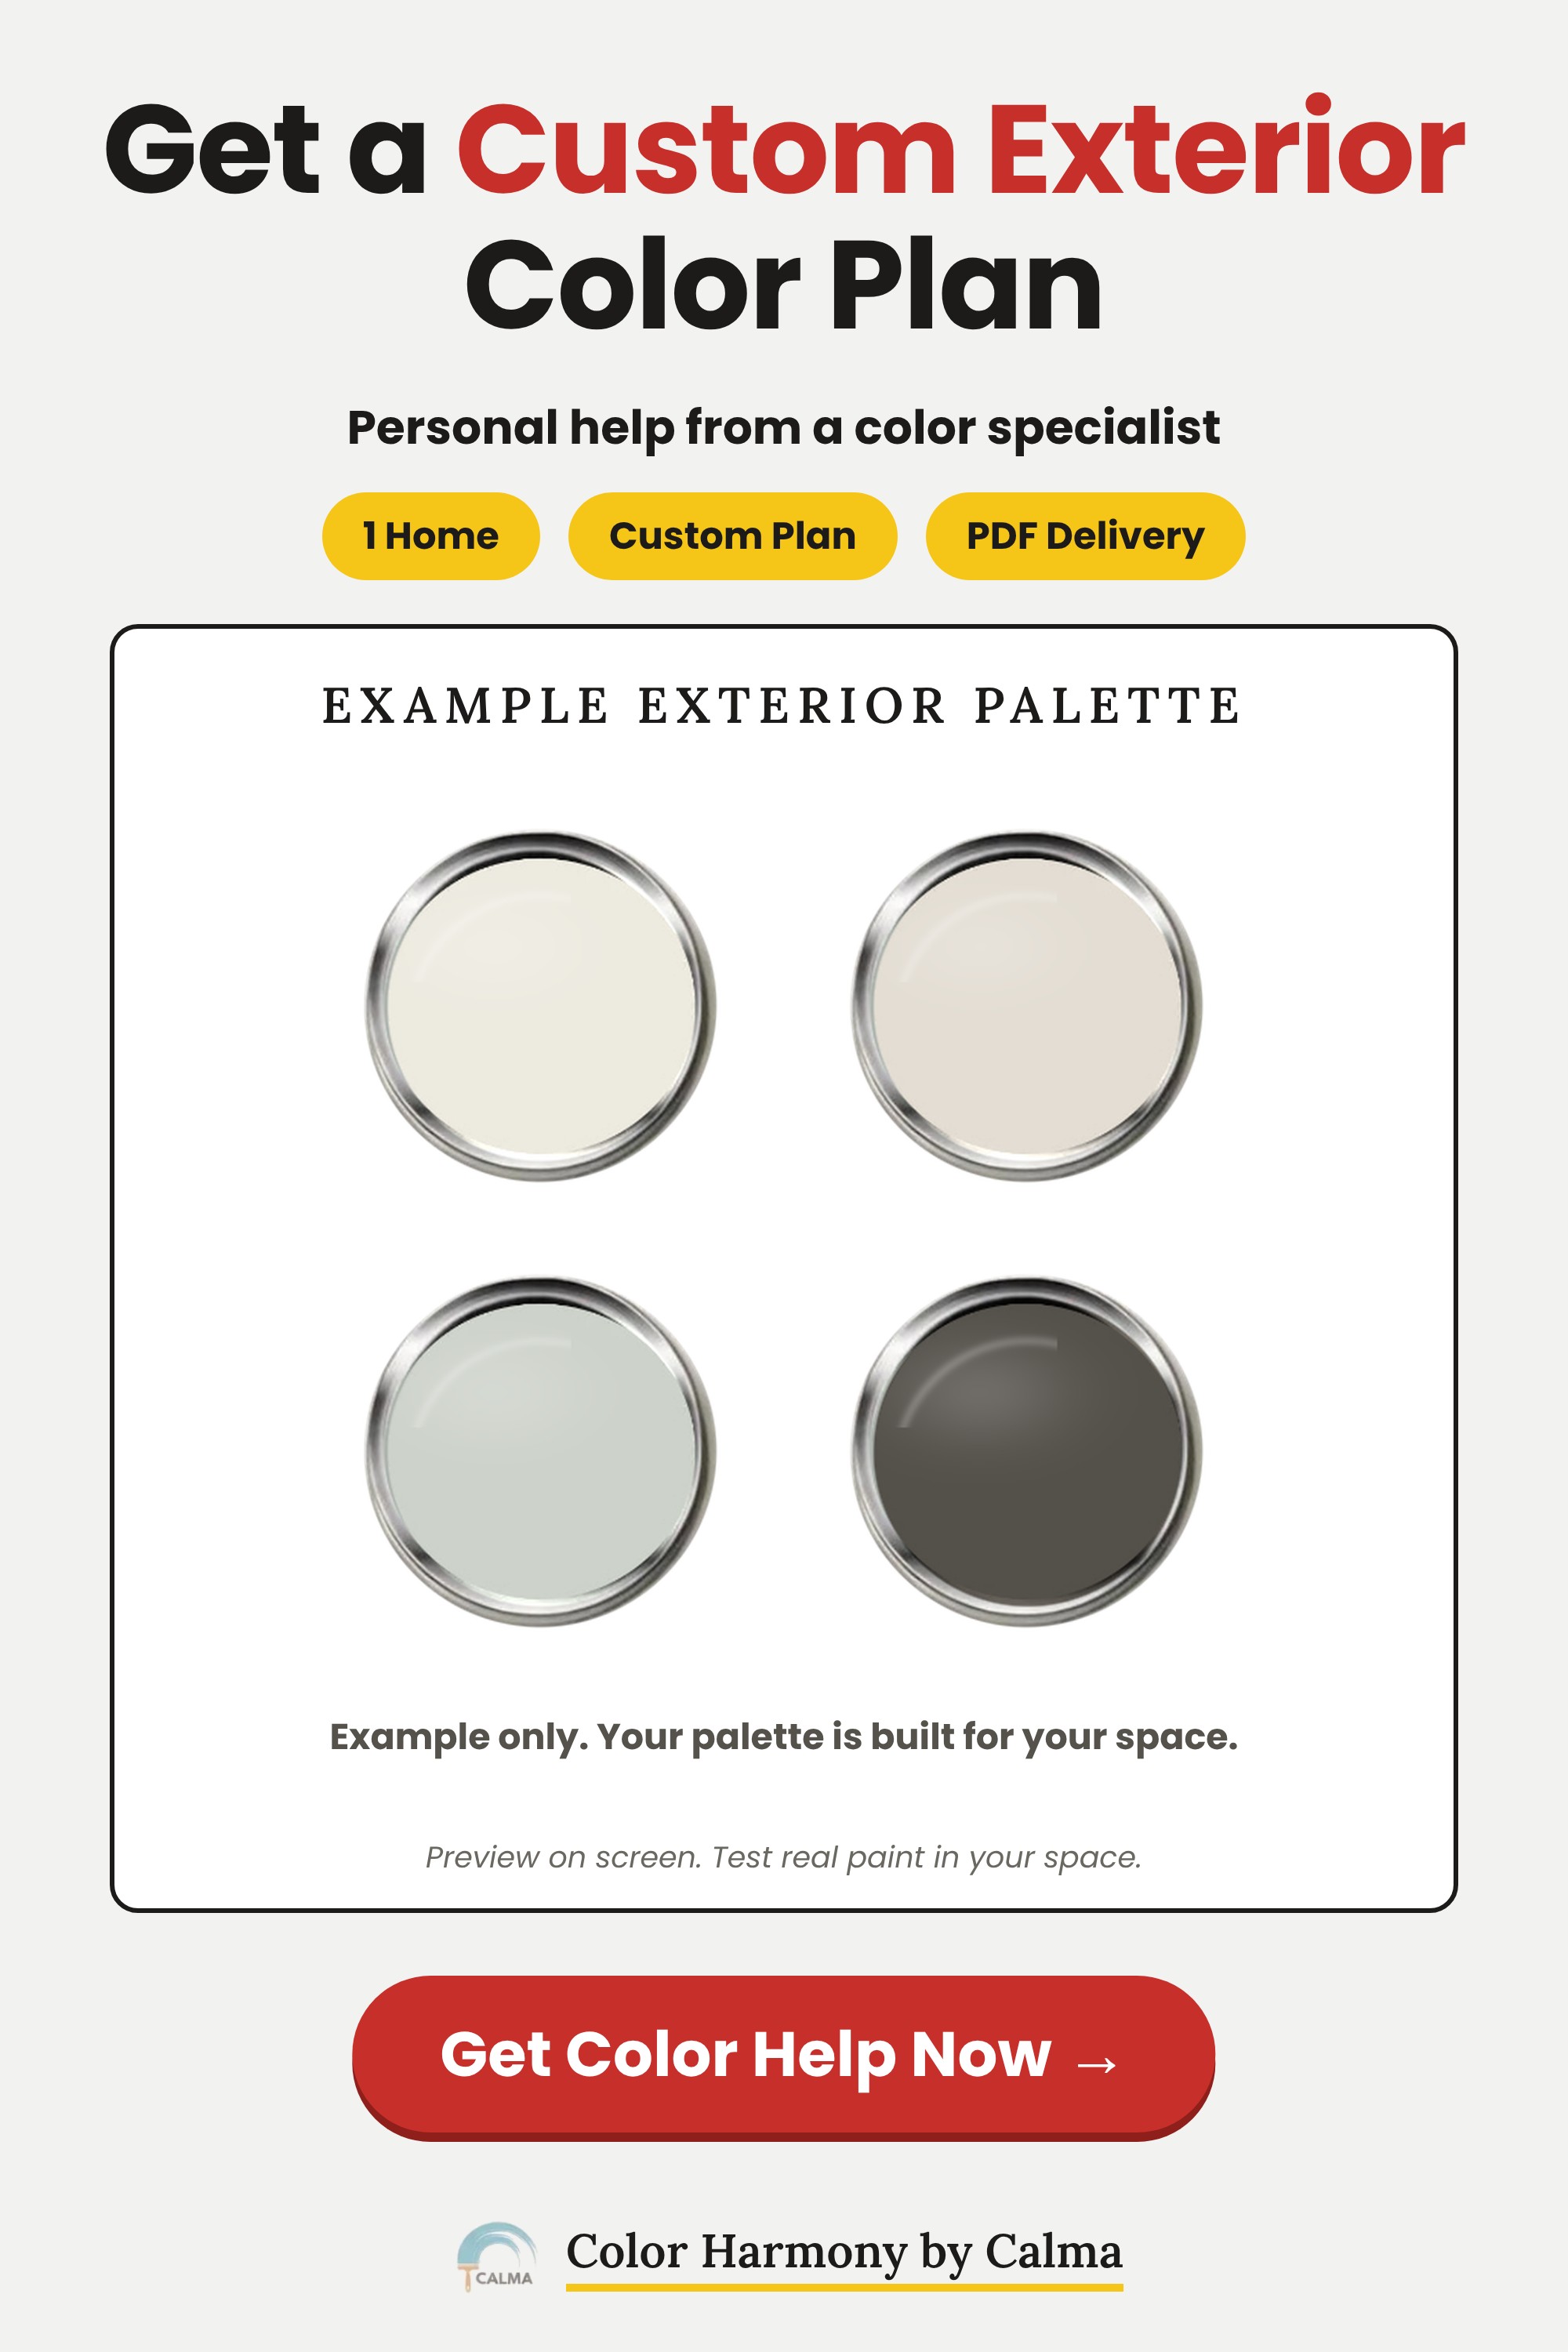 Get a Custom Exterior
Color Plan
Personal help from a color specialist
1 Home
Custom Plan
PDF Delivery
EXAMPLE EXTERIOR PALETTE
Example only. Your palette is built for your space.
Preview on screen. Test real paint in your space.
Get Color Help Now →
CALMA
Color Harmony by Calma